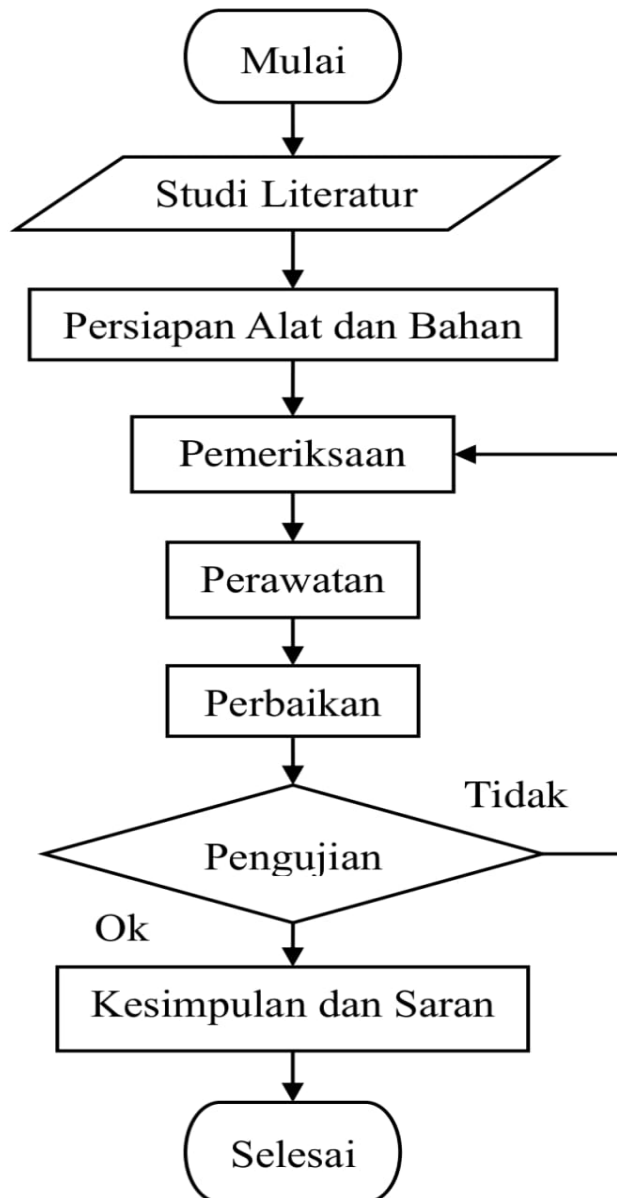 Mulai
Studi Literatur
Persiapan Alat dan Bahan
Pemeriksaan
Perawatan
Perbaikan
Tidak
Pengujian
Ok
Kesimpulan dan Saran
Selesai